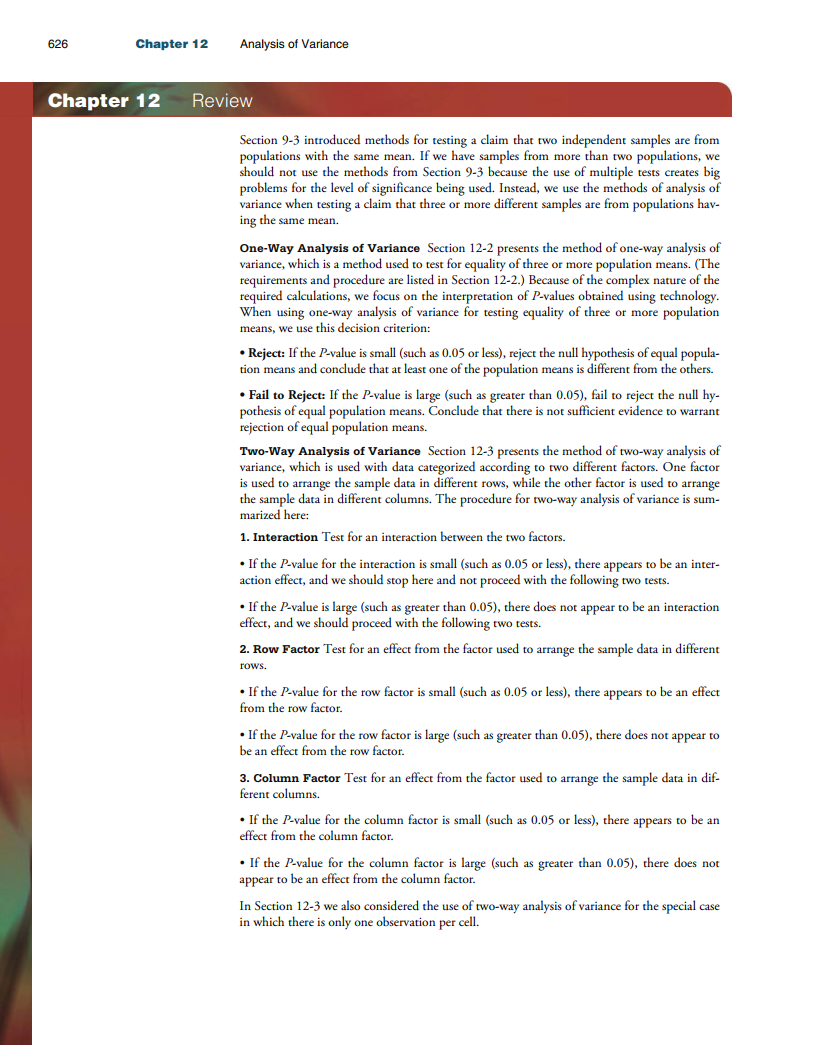 626 Chapter 12 Analysis of Variance
Chapter 12 Review
Section 9-3 introduced methods for testing a claim that two independent samples are from
populations with the same mean. If we have samples from more than two populations, we
should not use the methods from Section 9-3 because the use of multiple tests creates big
problems for the level of significance being used. Instead, we use the methods of analysis of
variance when testing a claim that three or more different samples are from populations hav-
ing the same mean.
One-Way Analysis of Variance Section 12-2 presents the method of one-way analysis of
variance, which is a method used to test for equality of three or more population means. (The
requirements and procedure are listed in Section 12-2.) Because of the complex nature of the
required calculations, we focus on the interpretation of P-values obtained using technology.
When using one-way analysis of variance for testing equality of three or more population
means, we use this decision criterion:
• Reject: If the P-value is small (such as 0.05 or less), reject the null hypothesis of equal popula-
tion means and conclude that at least one of the population means is different from the others.
• Fail to Reject: If the P-value is large (such as greater than 0.05), fail to reject the null hy-
pothesis of equal population means. Conclude that there is not sufficient evidence to warrant
rejection of equal population means.
Two-Way Analysis of Variance Section 12-3 presents the method of two-way analysis of
variance, which is used with data categorized according to two different factors. One factor
is used to arrange the sample data in different rows, while the other factor is used to arrange
the sample data in different columns. The procedure for two-way analysis of variance is sum-
marized here:
1. Interaction Test for an interaction between the two factors.
• If the P-value for the interaction is small (such as 0.05 or less), there appears to be an inter-
action effect, and we should stop here and not proceed with the following two tests.
• If the P-value is large (such as greater than 0.05), there does not appear to be an interaction
effect, and we should proceed with the following two tests.
2. Row Factor Test for an effect from the factor used to arrange the sample data in different
rows.
• If the P-value for the row factor is small (such as 0.05 or less), there appears to be an effect
from the row factor.
• If the P-value for the row factor is large (such as greater than 0.05), there does not appear to
be an effect from the row factor.
3. Column Factor Test for an effect from the factor used to arrange the sample data in dif-
ferent columns.
• If the P-value for the column factor is small (such as 0.05 or less), there appears to be an
effect from the column factor.
• If the P-value for the column factor is large (such as greater than 0.05), there does not
appear to be an effect from the column factor.
In Section 12-3 we also considered the use of two-way analysis of variance for the special case
in which there is only one observation per cell.